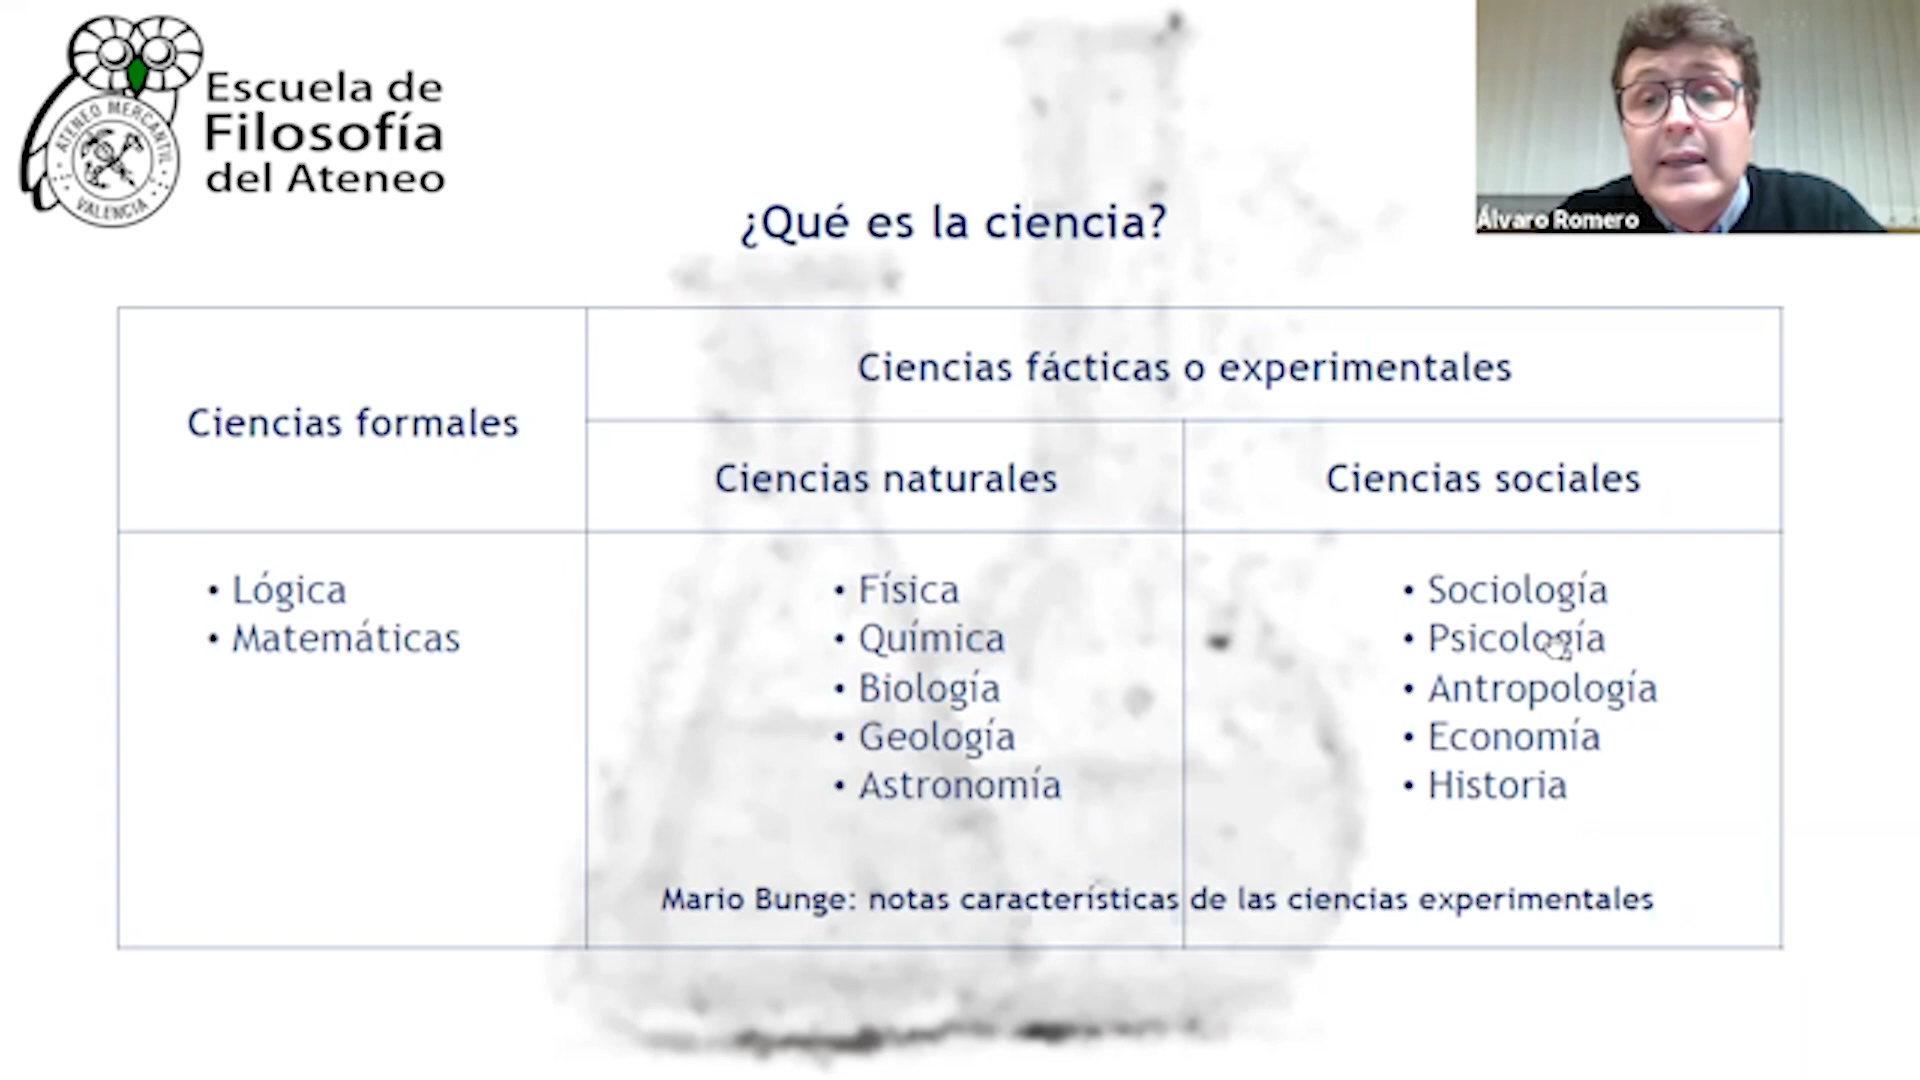 Escuela de
Filosofía
del Ateneo
ATENEO MERCANTIL
VALENCIA
Álvaro Romero
¿Qué es la ciencia?
Ciencias formales
Ciencias fácticas o experimentales
Ciencias naturales
Ciencias sociales
• Lógica
• Matemáticas
• Física
• Química
• Biología
• Geología
• Astronomía
• Sociología
• Psicología
• Antropología
• Economía
• Historia
Mario Bunge: notas características de las ciencias experimentales